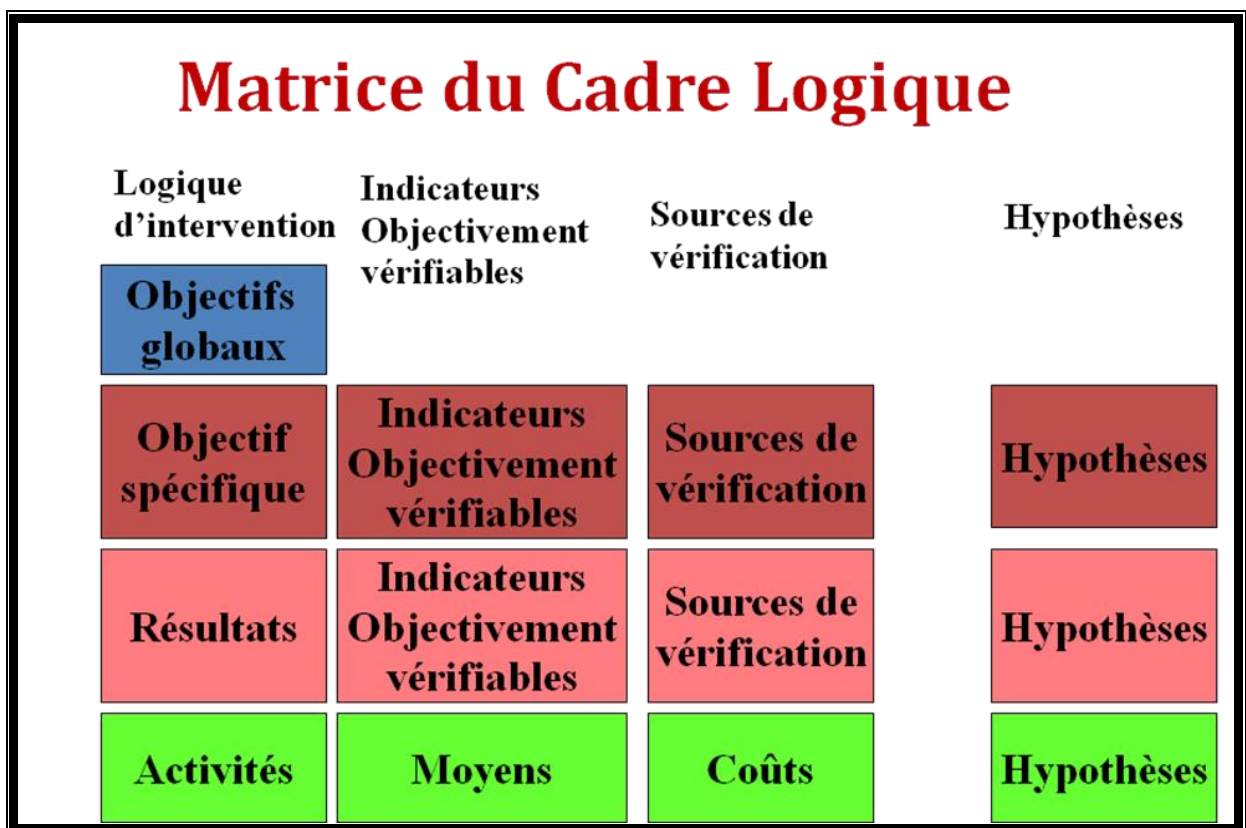 Matrice du Cadre Logique
Logique
d’intervention
Indicateurs
Objectivement
vérifiables
Sources de
vérification
Hypothèses
Objectifs
globaux
Objectif
spécifique
Indicateurs
Objectivement
vérifiables
Sources de
vérification
Hypothèses
Résultats
Indicateurs
Objectivement
vérifiables
Sources de
vérification
Hypothèses
Activités
Moyens
Coûts
Hypothèses